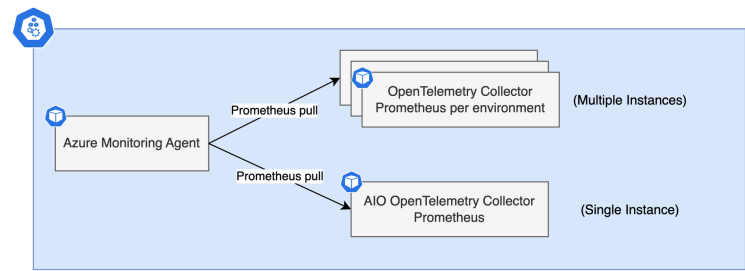 OpenTelemetry Collector
Prometheus per environment
(Multiple Instances)
Prometheus pull
Azure Monitoring Agent
Prometheus pull
AIO OpenTelemetry Collector
Prometheus
(Single Instance)